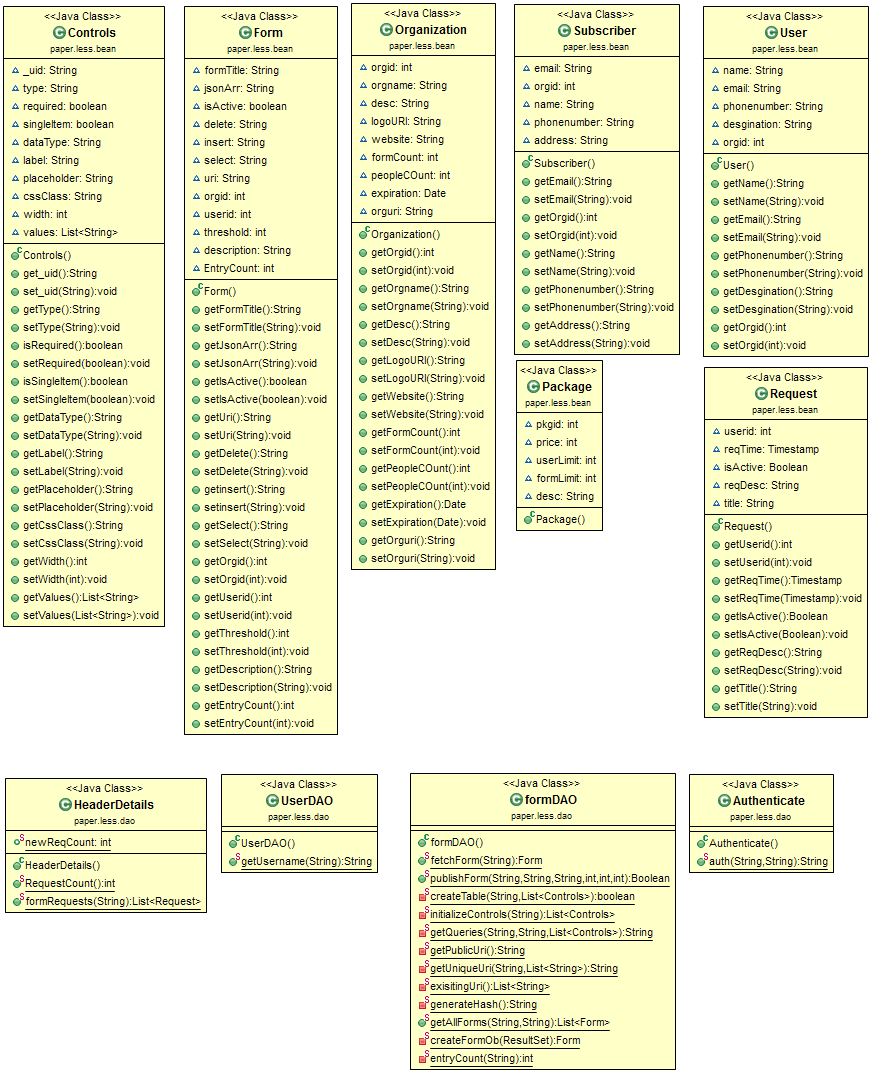 <<Java Class>>
Controls
paper.less.bean
_uid: String
type: String
required: boolean
singleItem: boolean
dataType: String
label: String
placeholder: String
cssClass: String
width: int
values: List<String>
Controls()
get_uid():String
set_uid(String):void
getType():String
setType(String):void
isRequired():boolean
setRequired(boolean):void
isSingleItem():boolean
setSingleItem(boolean):void
getDataType():String
setDataType(String):void
getLabel():String
setLabel(String):void
getPlaceholder():String
setPlaceholder(String):void
getCssClass():String
setCssClass(String):void
getWidth():int
setWidth(int):void
getValues():List<String>
setValues(List<String>):void
<<Java Class>>
Form
paper.less.bean
formTitle: String
jsonArr: String
isActive: boolean
delete: String
insert: String
select: String
uri: String
orgid: int
userid: int
threshold: int
description: String
EntryCount: int
Form()
getFormTitle():String
setFormTitle(String):void
getJsonArr():String
setJsonArr(String):void
getIsActive():boolean
setIsActive(boolean):void
getUri():String
setUri(String):void
getDelete():String
setDelete(String):void
getinsert():String
setinsert(String):void
getSelect():String
setSelect(String):void
getOrgid():int
setOrgid(int):void
getUserid():int
setUserid(int):void
getThreshold():int
setThreshold(int):void
getDescription():String
setDescription(String):void
getEntryCount():int
setEntryCount(int):void
<<Java Class>>
Organization
paper.less.bean
orgid: int
orgname: String
desc: String
logoURI: String
website: String
formCount: int
peopleCOunt: int
expiration: Date
orguri: String
Organization()
getOrgid():int
setOrgid(int):void
getOrgname():String
setOrgname(String):void
getDesc():String
setDesc(String):void
getLogoURI():String
setLogoURI(String):void
getWebsite():String
setWebsite(String):void
getFormCount():int
setFormCount(int):void
getPeopleCOunt():int
setPeopleCOunt(int):void
getExpiration():Date
setExpiration(Date):void
getOrguri():String
setOrguri(String):void
<<Java Class>>
Subscriber
paper.less.bean
email: String
orgid: int
name: String
phonenumber: String
address: String
Subscriber()
getEmail():String
setEmail(String):void
getOrgid():int
setOrgid(int):void
getName():String
setName(String):void
getPhonenumber():String
setPhonenumber(String):void
getAddress():String
setAddress(String):void
<<Java Class>>
User
paper.less.bean
name: String
email: String
phonenumber: String
desgination: String
orgid: int
User()
getName():String
setName(String):void
getEmail():String
setEmail(String):void
getPhonenumber():String
setPhonenumber(String):void
getDesgination():String
setDesgination(String):void
getOrgid():int
setOrgid(int):void
<<Java Class>>
Package
paper.less.bean
pkgid: int
price: int
userLimit: int
formLimit: int
desc: String
Package()
<<Java Class>>
Request
paper.less.bean
userid: int
reqTime: Timestamp
isActive: Boolean
reqDesc: String
title: String
Request()
getUserid():int
setUserid(int):void
getReqTime():Timestamp
setReqTime(Timestamp):void
getIsActive():Boolean
setIsActive(Boolean):void
getReqDesc():String
setReqDesc(String):void
getTitle():String
setTitle(String):void
<<Java Class>>
HeaderDetails
paper.less.dao
newReqCount: int
HeaderDetails()
RequestCount():int
formRequests(String):List<Request>
<<Java Class>>
UserDAO
paper.less.dao
UserDAO()
getUsername(String):String
<<Java Class>>
formDAO
paper.less.dao
formDAO()
fetchForm(String):Form
publishForm(String,String,String,int,int,int):Boolean
createTable(String,List<Controls>):boolean
initializeControls(String):List<Controls>
getQueries(String,String,List<Controls>):String
getPublicUri():String
getUniqueUri(String,List<String>):String
exisitingUri():List<String>
generateHash():String
getAllForms(String,String):List<Form>
createFormOb(ResultSet):Form
entryCount(String):int
<<Java Class>>
Authenticate
paper.less.dao
Authenticate()
auth(String,String):String